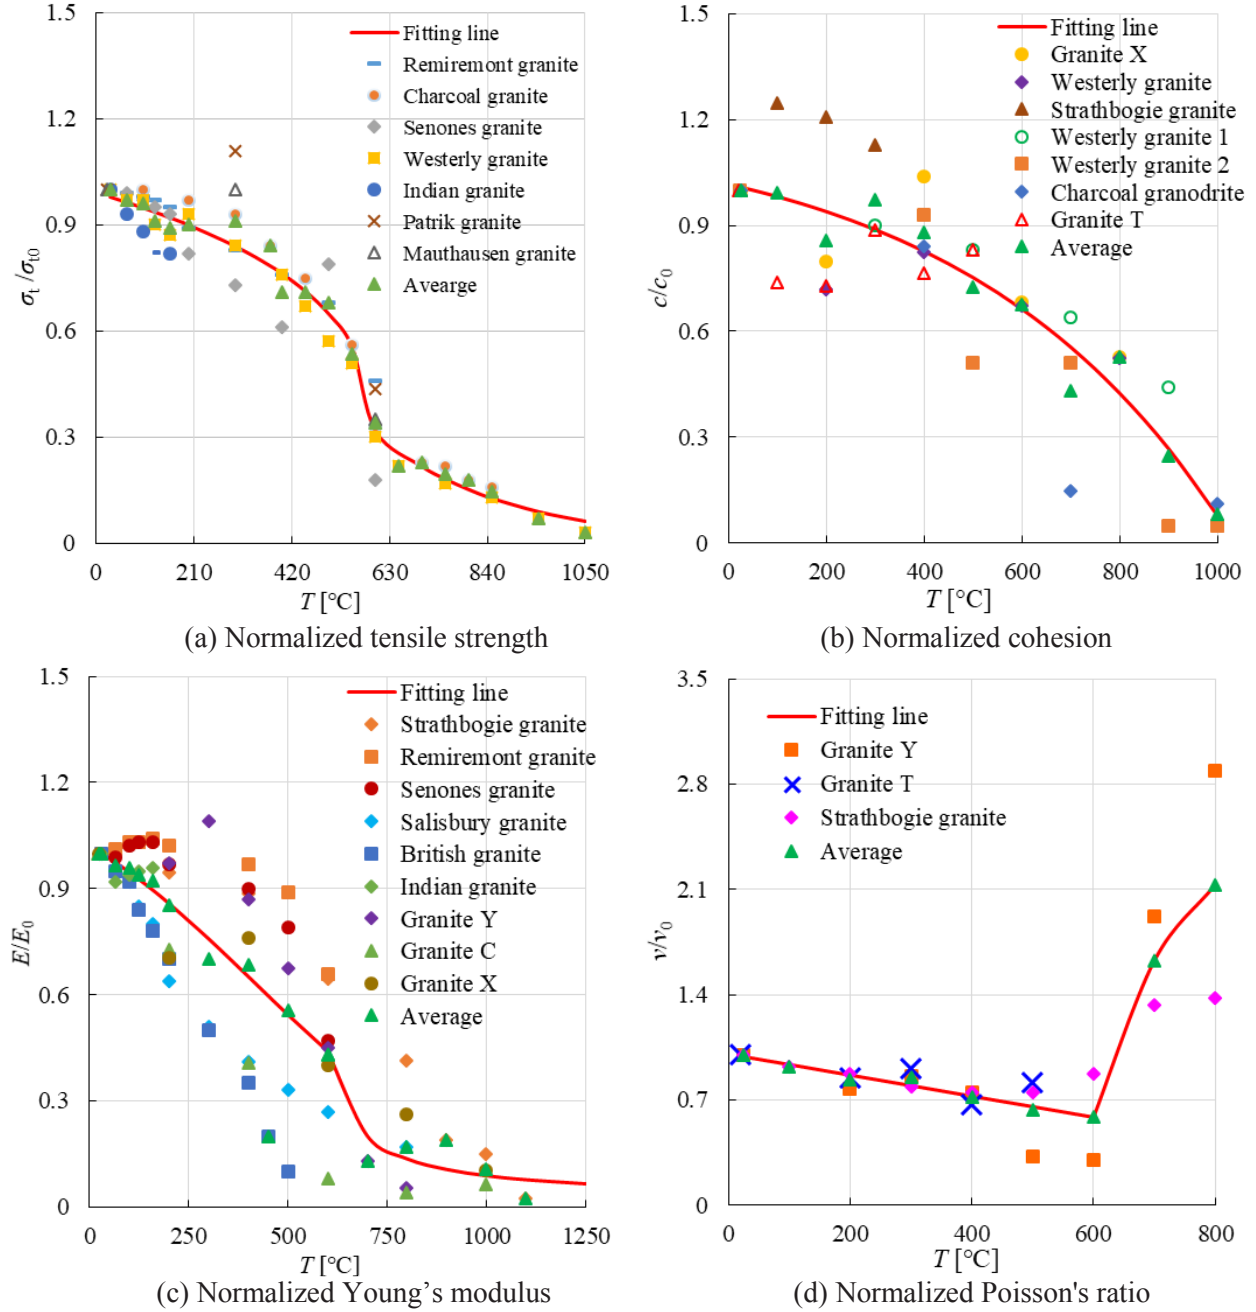 1.5
1.2
0.9
0.6
0.3
0
σt /σt0
Fitting line
Remiremont granite
Charcoal granite
Senones granite
Westerly granite
Indian granite
Patrik granite
Mauthausen granite
Avearge
0 210 420 630 840 1050
T [°C]
(a) Normalized tensile strength
1.5
1.2
0.9
0.6
0.3
0
c/c0
Fitting line
Granite X
Westerly granite
Strathbogie granite
Westerly granite 1
Westerly granite 2
Charcoal granodrite
Granite T
Average
0 200 400 600 800 1000
T [°C]
(b) Normalized cohesion
1.5
1.2
0.9
0.6
0.3
0
E/E0
Fitting line
Strathbogie granite
Remiremont granite
Senones granite
Salisbury granite
British granite
Indian granite
Granite Y
Granite C
Granite X
Average
0 250 500 750 1000 1250
T [°C]
(c) Normalized Young’s modulus
3.5
2.8
2.1
1.4
0.7
0
v/v0
Fitting line
Granite Y
Granite T
Strathbogie granite
Average
0 200 400 600 800
T [°C]
(d) Normalized Poisson's ratio